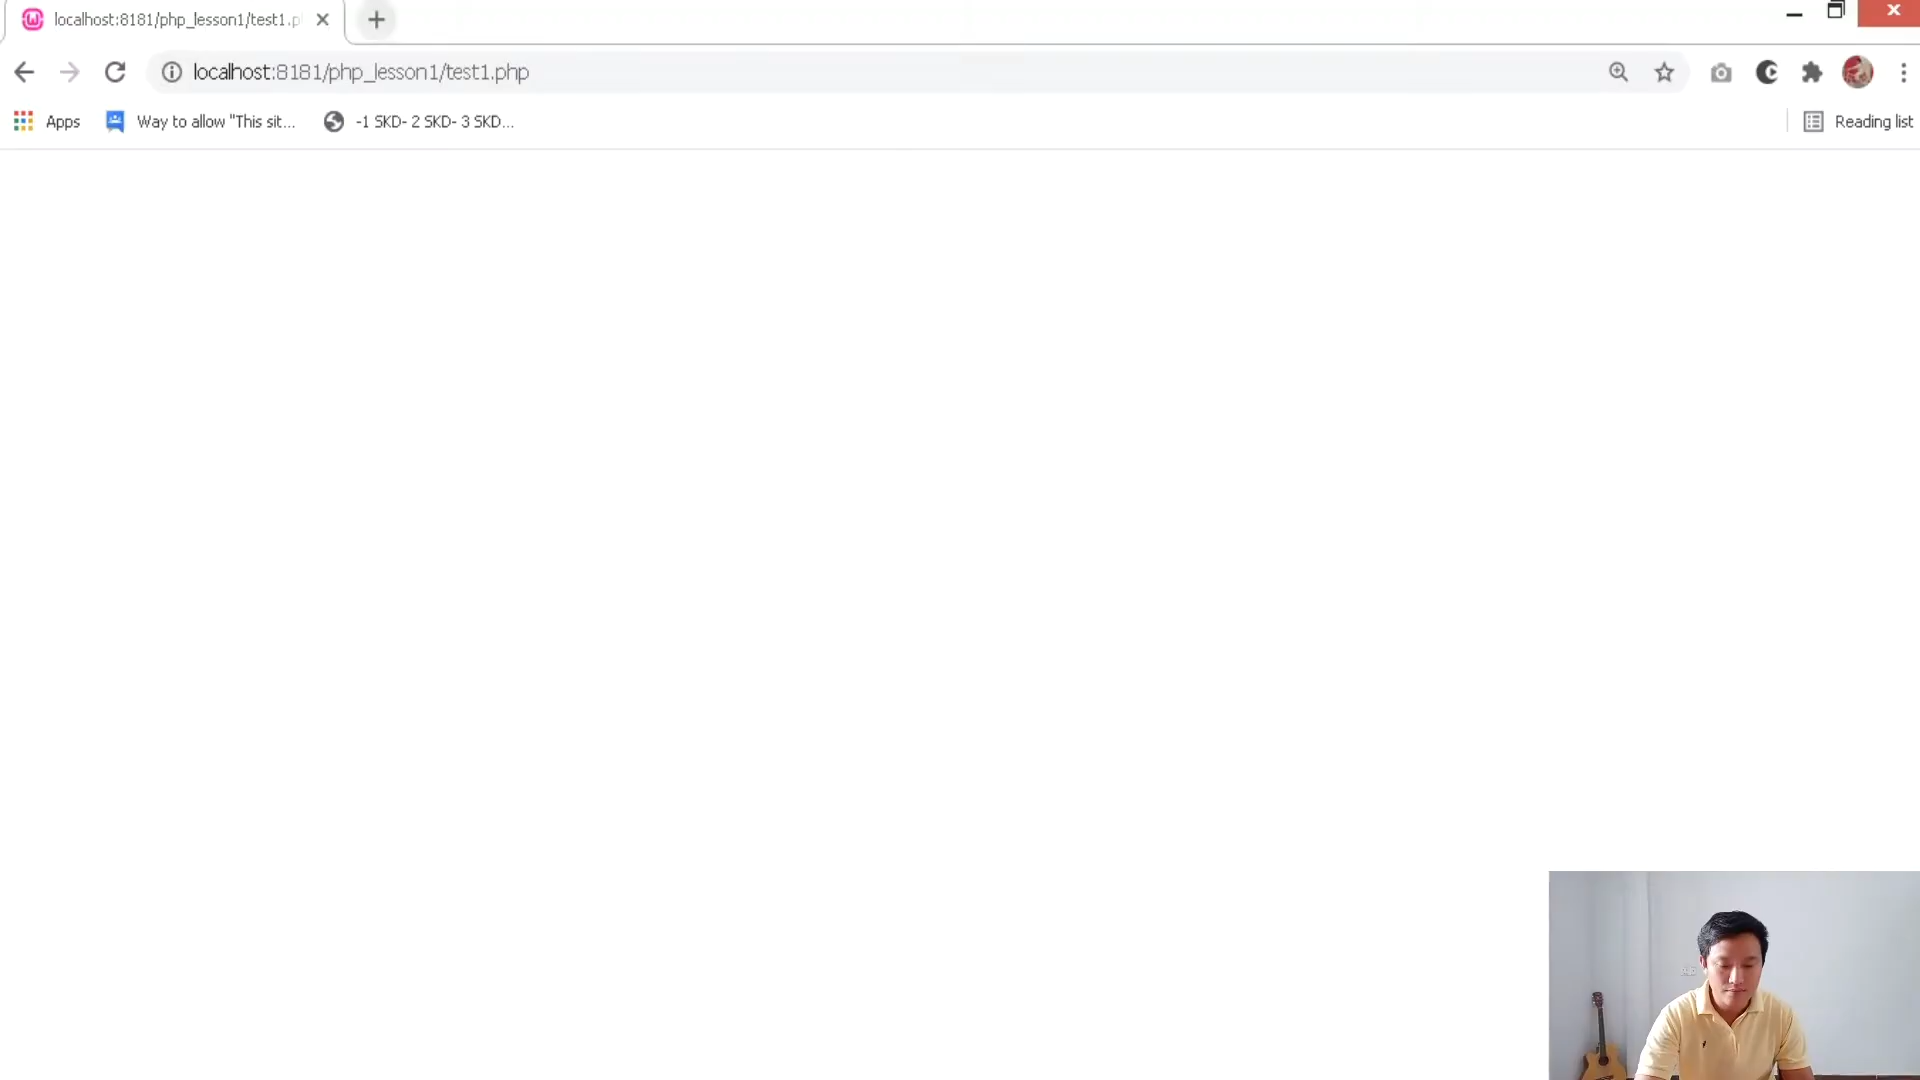 localhost:8181/php_lesson1/test1.p
localhost:8181/php_lesson1/test1.php
Apps
Way to allow "This sit...
-1 SKD- 2 SKD- 3 SKD...
Reading list